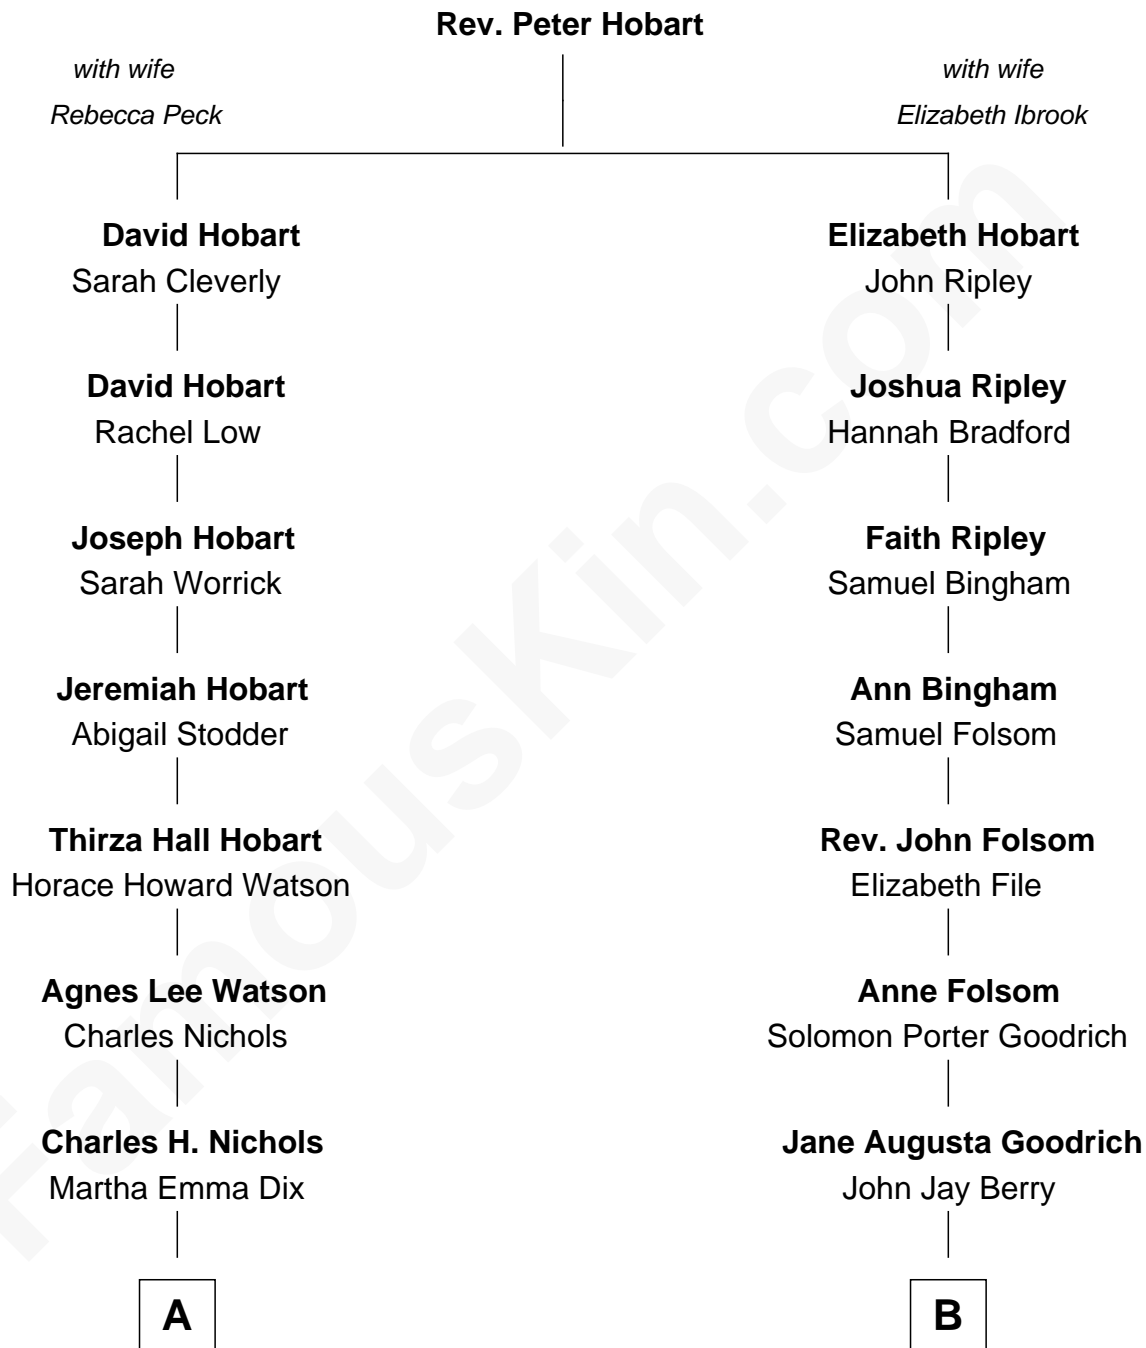 Rev. Peter Hobart
with wife
Rebecca Peck
with wife
Elizabeth Ibrook
David Hobart
Sarah Cleverly
Elizabeth Hobart
John Ripley
David Hobart
Rachel Low
Joshua Ripley
Hannah Bradford
Joseph Hobart
Sarah Worrick
Faith Ripley
Samuel Bingham
Jeremiah Hobart
Abigail Stodder
Ann Bingham
Samuel Folsom
Thirza Hall Hobart
Horace Howard Watson
Rev. John Folsom
Elizabeth File
Agnes Lee Watson
Charles Nichols
Anne Folsom
Solomon Porter Goodrich
Charles H. Nichols
Martha Emma Dix
Jane Augusta Goodrich
John Jay Berry
A
B
FamousKin.com